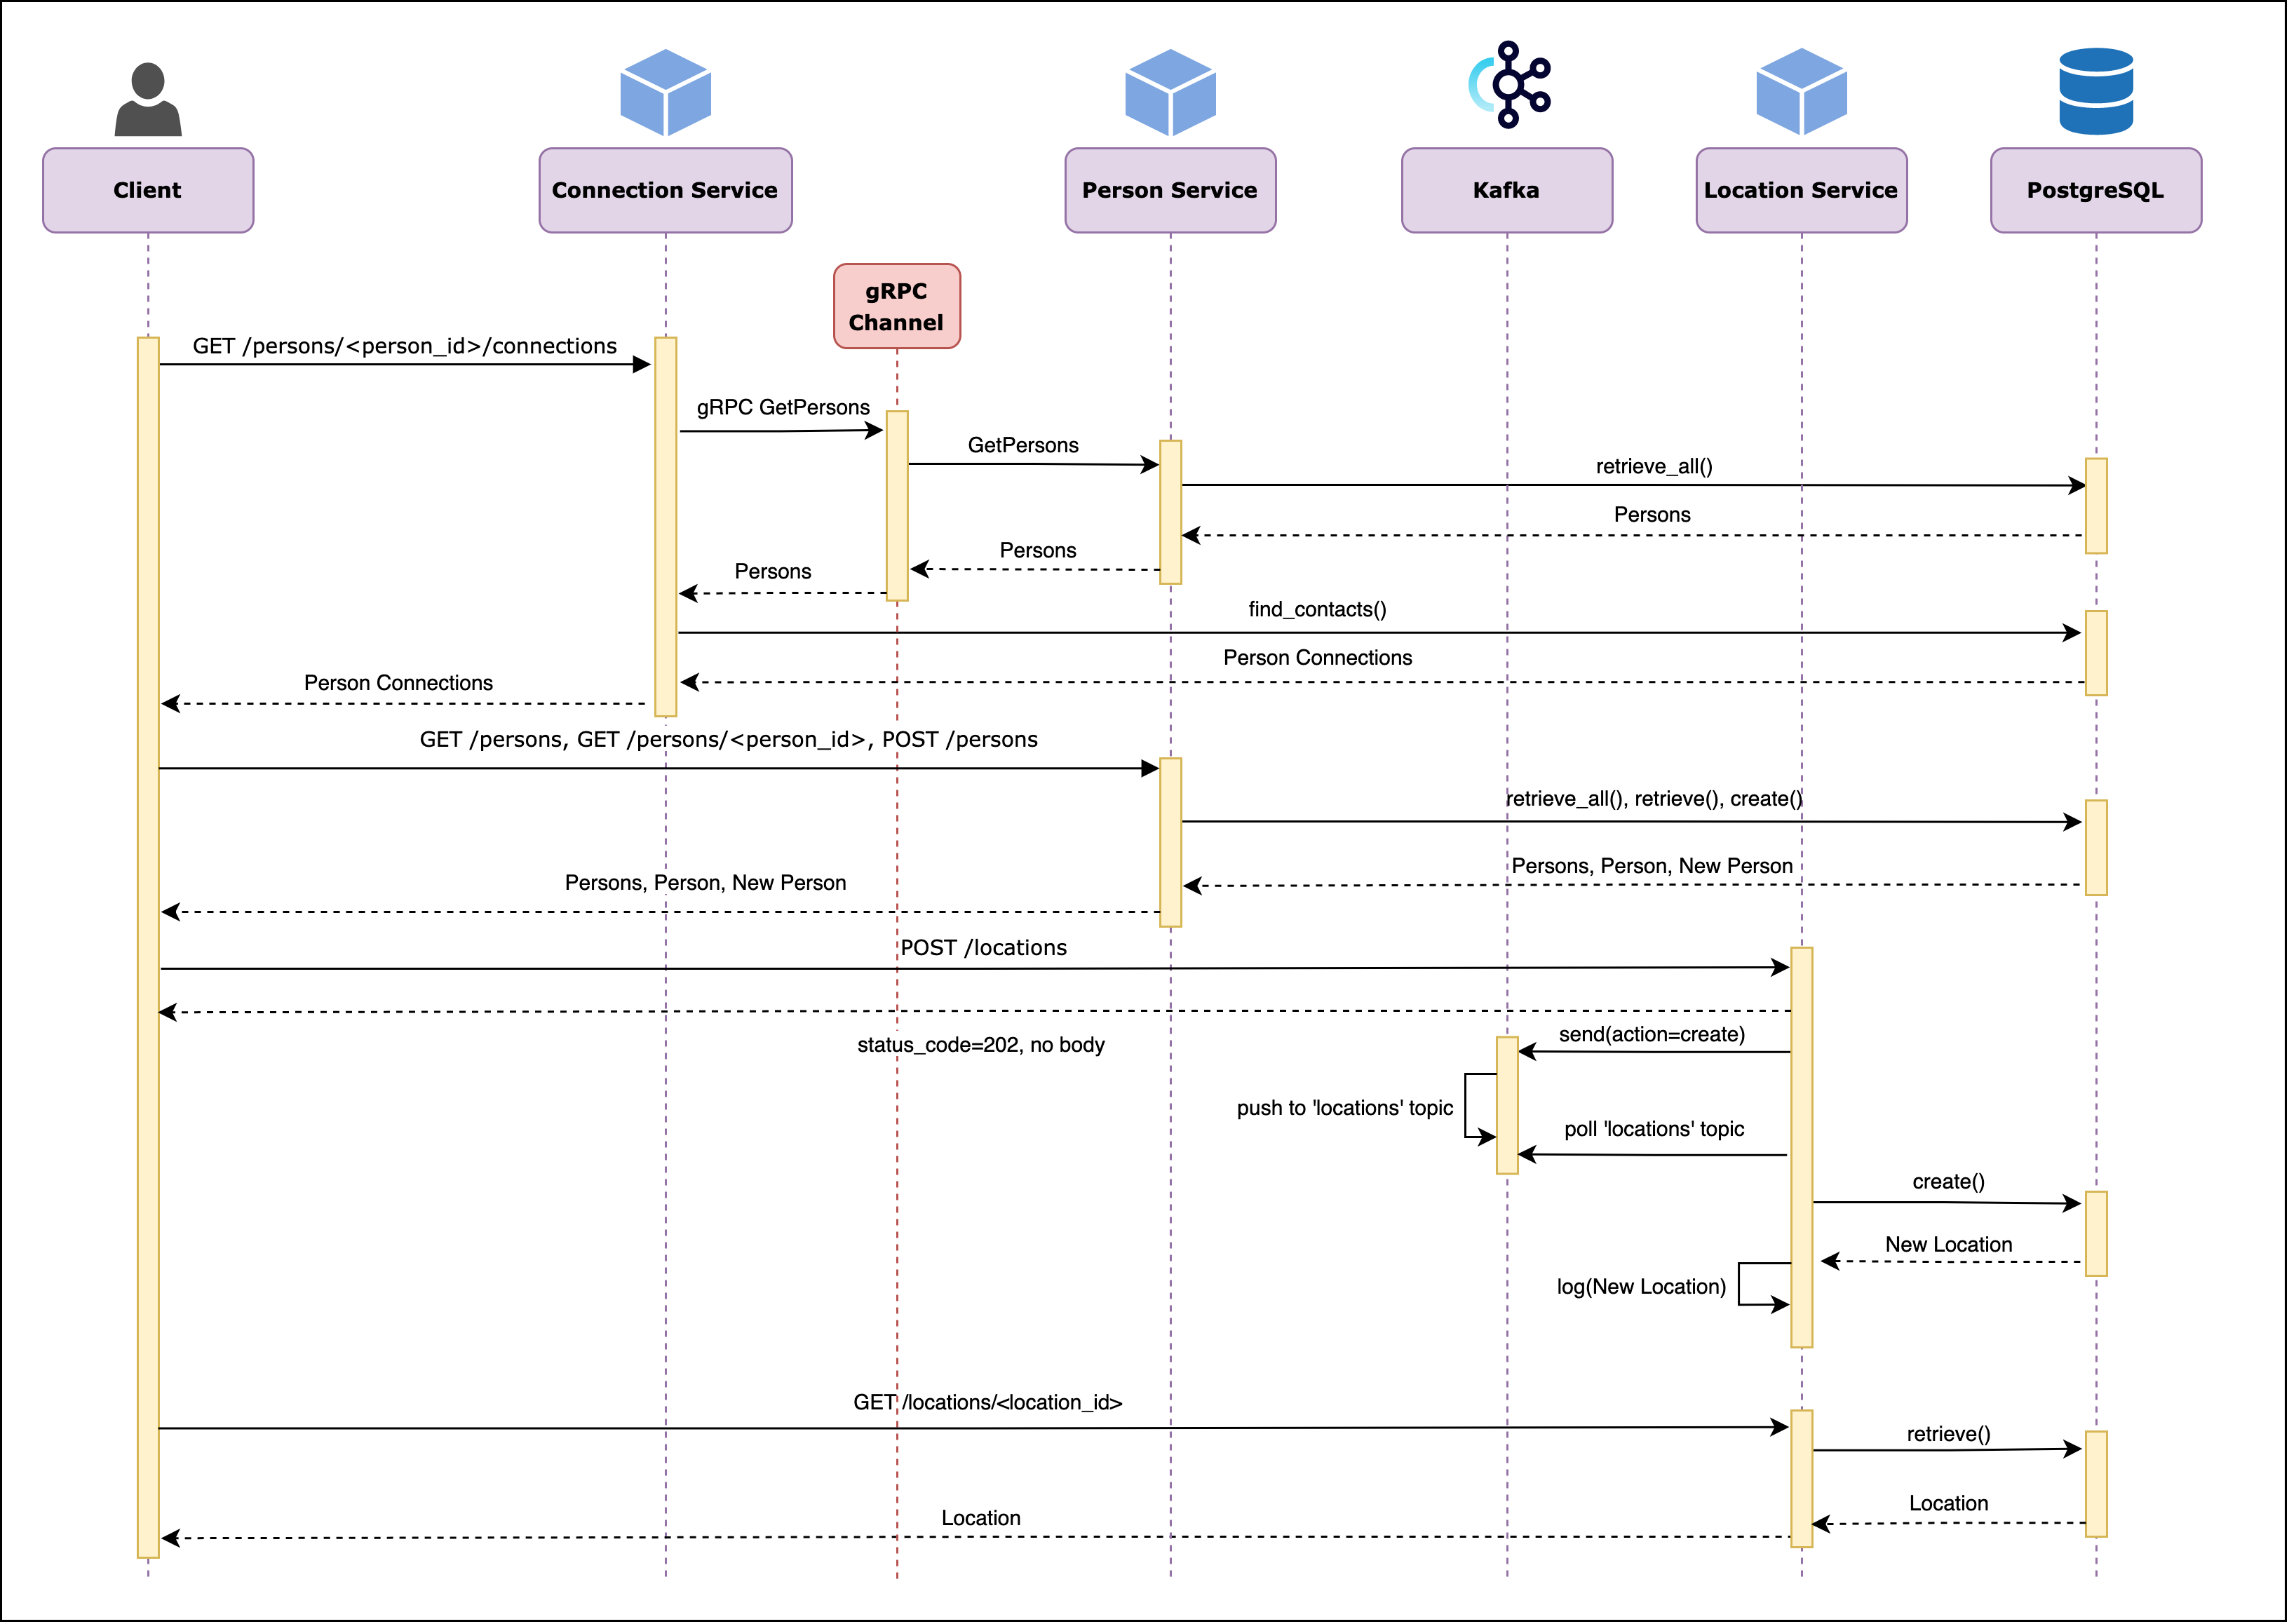 Client
Connection Service
Person Service
Kafka
Location Service
PostgreSQL
gRPC
Channel
GET /persons/<person_id>/connections
gRPC GetPersons
GetPersons
retrieve_all()
Persons
Persons
Persons
find_contacts()
Person Connections
Person Connections
GET /persons, GET /persons/<person_id>, POST /persons
retrieve_all(), retrieve(), create()
Persons, Person, New Person
Persons, Person, New Person
POST /locations
send(action=create)
status_code=202, no body
push to 'locations' topic
poll 'locations' topic
create()
New Location
log(New Location)
GET /locations/<location_id>
retrieve()
Location
Location